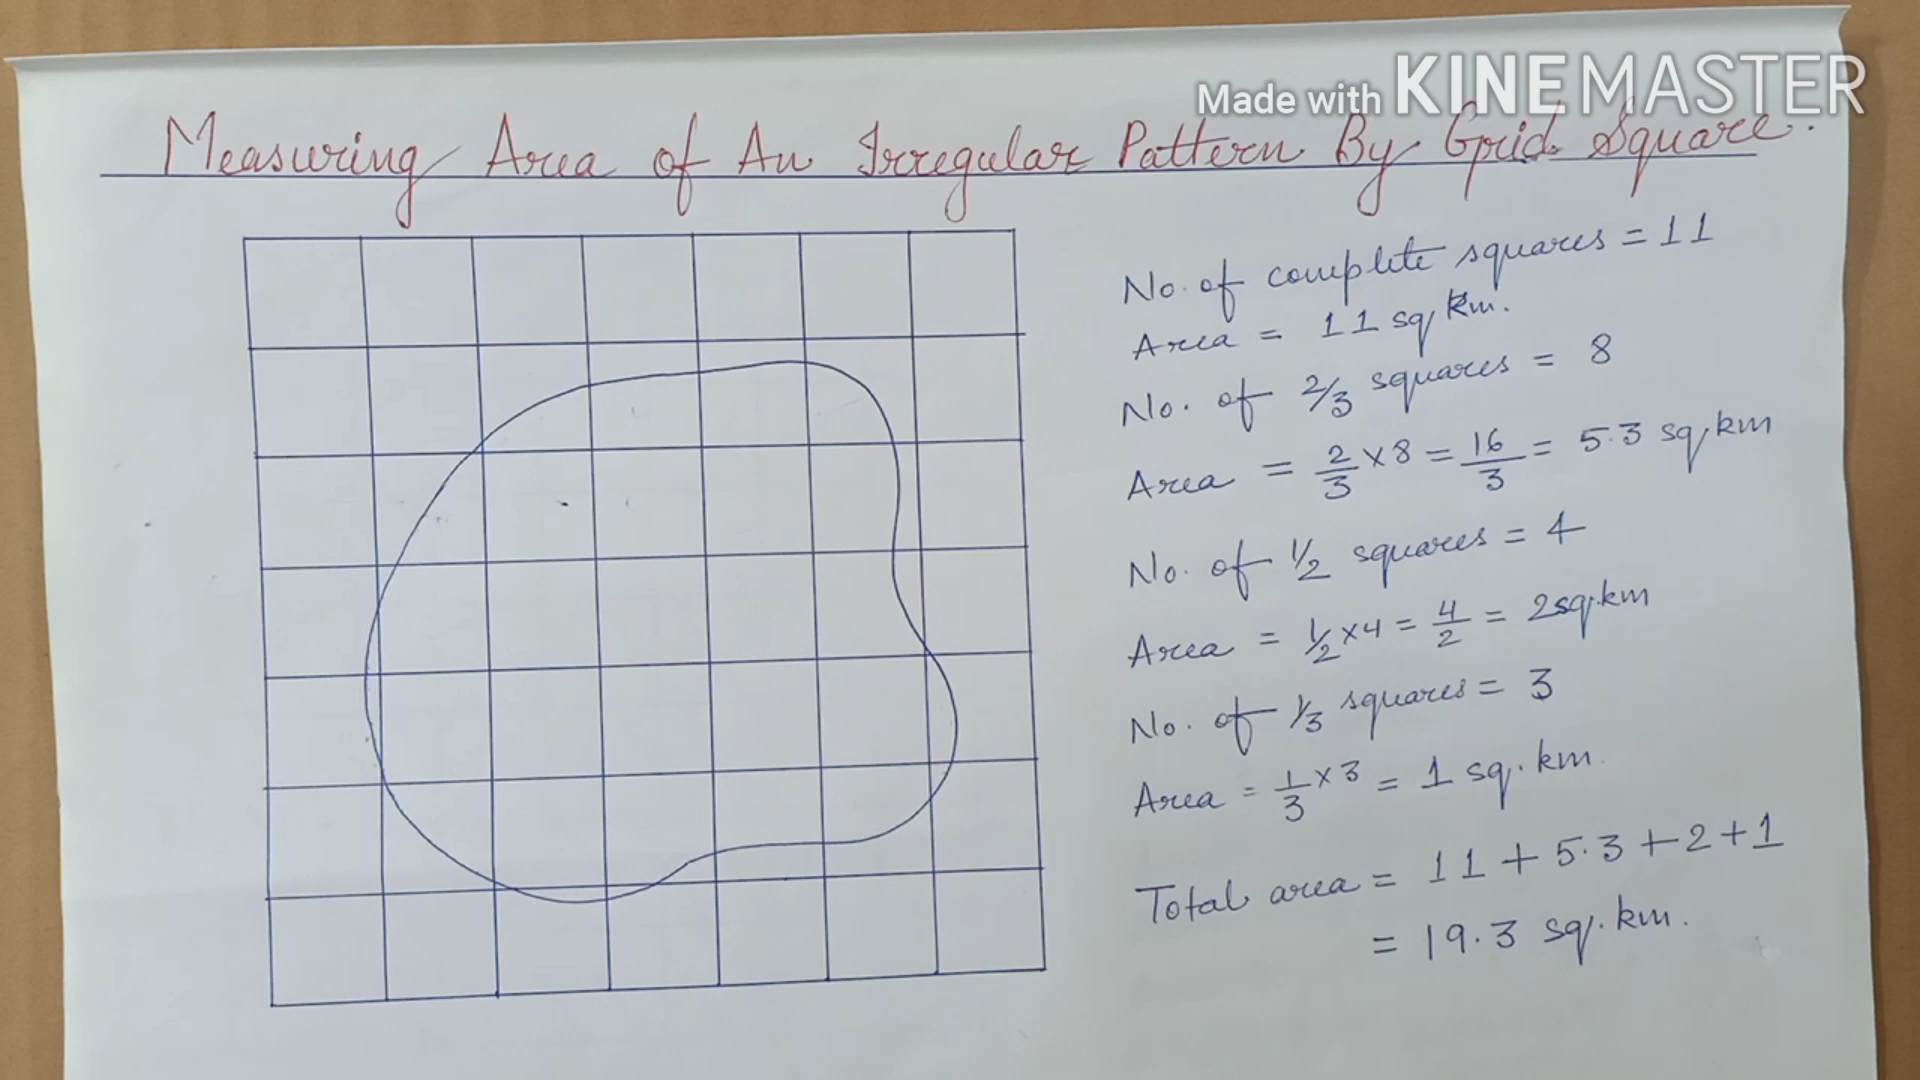 Made with KINEMASTER
Measuring Area of An Irregular Pattern By Grid Square.
No. of complete squares = 11
Area = 11 sq km.
No. of 2/3 squares = 8
Area = 2/3 × 8 = 16/3 = 5.3 sq km
No. of 1/2 squares = 4
Area = 1/2 × 4 = 4/2 = 2 sq. km
No. of 1/3 squares = 3
Area = 1/3 × 3 = 1 sq. km.
Total area = 11 + 5.3 + 2 + 1
= 19.3 sq. km.